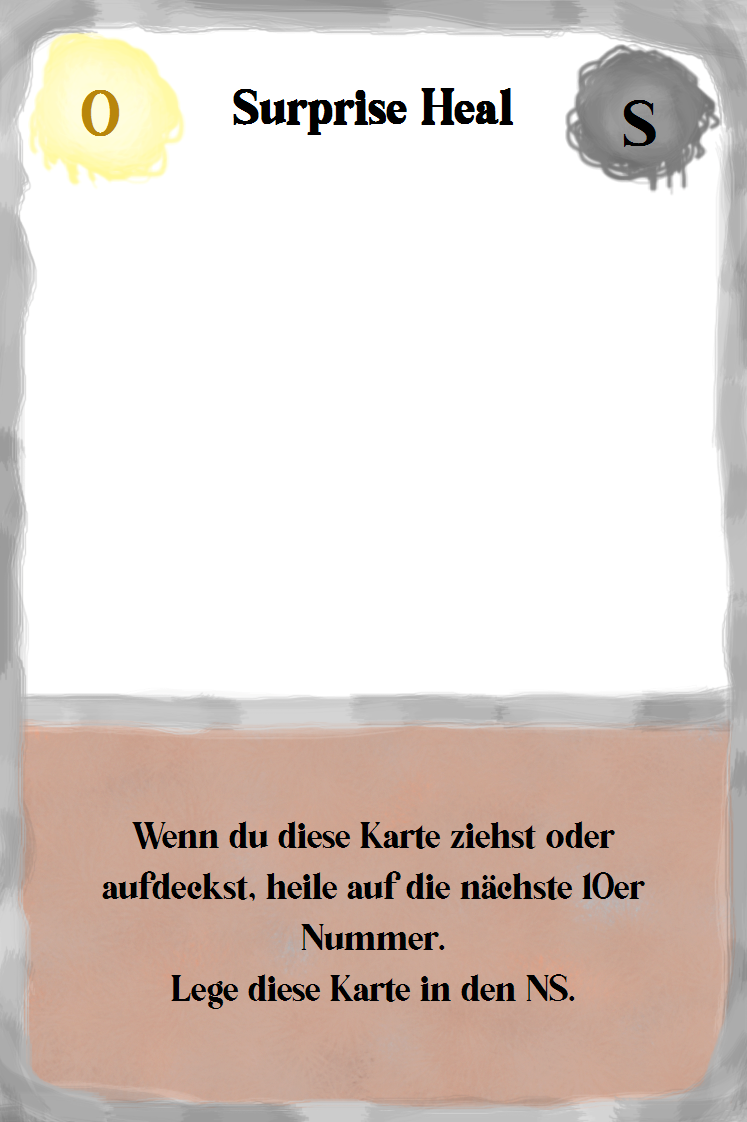 0
Surprise Heal
S
Wenn du diese Karte ziehst oder
aufdeckst, heile auf die nächste 10er
Nummer.
Lege diese Karte in den NS.